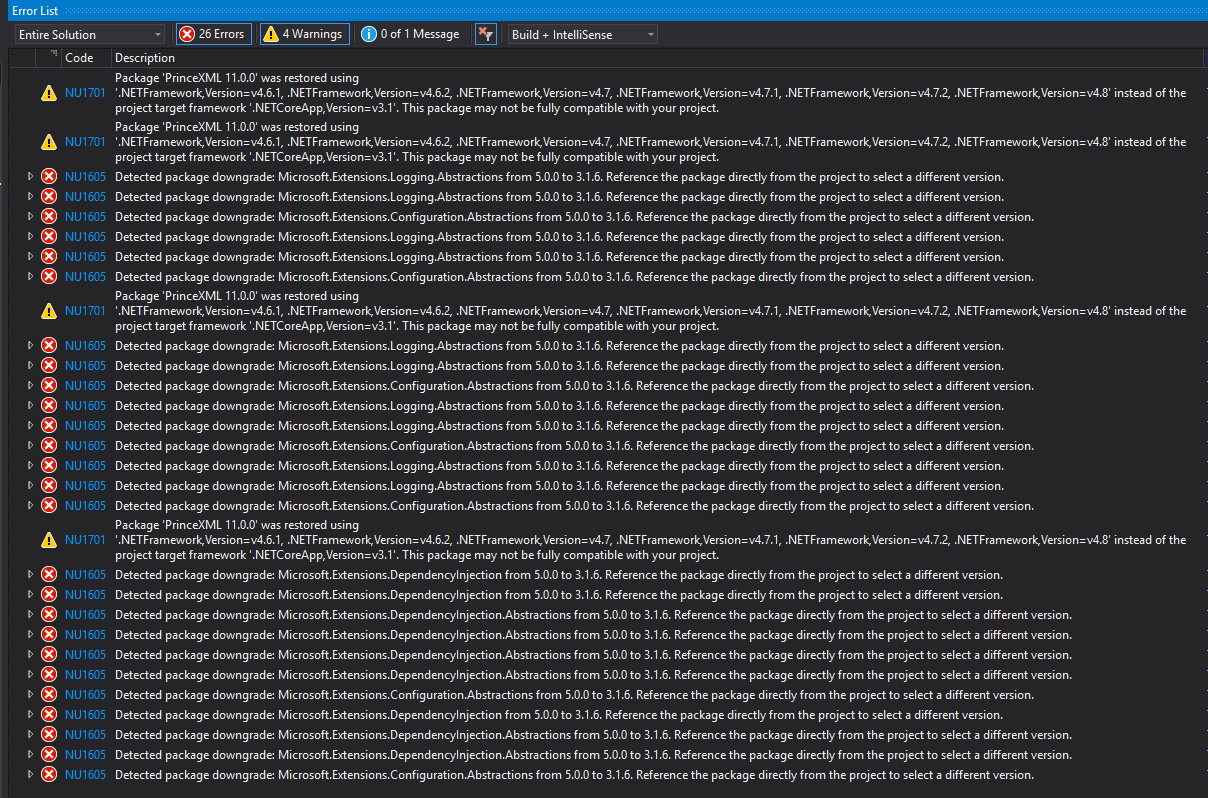 Error List
Entire Solution 26 Errors 4 Warnings 0 of 1 Message Build + IntelliSense
Code Description
Package 'PrinceXML 11.0.0' was restored using
NU1701 '.NETFramework,Version=v4.6.1, .NETFramework,Version=v4.6.2, .NETFramework,Version=v4.7, .NETFramework,Version=v4.7.1, .NETFramework,Version=v4.7.2, .NETFramework,Version=v4.8' instead of the
project target framework '.NETCoreApp,Version=v3.1'. This package may not be fully compatible with your project.
Package 'PrinceXML 11.0.0' was restored using
NU1701 '.NETFramework,Version=v4.6.1, .NETFramework,Version=v4.6.2, .NETFramework,Version=v4.7, .NETFramework,Version=v4.7.1, .NETFramework,Version=v4.7.2, .NETFramework,Version=v4.8' instead of the
project target framework '.NETCoreApp,Version=v3.1'. This package may not be fully compatible with your project.
NU1605 Detected package downgrade: Microsoft.Extensions.Logging.Abstractions from 5.0.0 to 3.1.6. Reference the package directly from the project to select a different version.
NU1605 Detected package downgrade: Microsoft.Extensions.Logging.Abstractions from 5.0.0 to 3.1.6. Reference the package directly from the project to select a different version.
NU1605 Detected package downgrade: Microsoft.Extensions.Configuration.Abstractions from 5.0.0 to 3.1.6. Reference the package directly from the project to select a different version.
NU1605 Detected package downgrade: Microsoft.Extensions.Logging.Abstractions from 5.0.0 to 3.1.6. Reference the package directly from the project to select a different version.
NU1605 Detected package downgrade: Microsoft.Extensions.Logging.Abstractions from 5.0.0 to 3.1.6. Reference the package directly from the project to select a different version.
NU1605 Detected package downgrade: Microsoft.Extensions.Configuration.Abstractions from 5.0.0 to 3.1.6. Reference the package directly from the project to select a different version.
Package 'PrinceXML 11.0.0' was restored using
NU1701 '.NETFramework,Version=v4.6.1, .NETFramework,Version=v4.6.2, .NETFramework,Version=v4.7, .NETFramework,Version=v4.7.1, .NETFramework,Version=v4.7.2, .NETFramework,Version=v4.8' instead of the
project target framework '.NETCoreApp,Version=v3.1'. This package may not be fully compatible with your project.
NU1605 Detected package downgrade: Microsoft.Extensions.Logging.Abstractions from 5.0.0 to 3.1.6. Reference the package directly from the project to select a different version.
NU1605 Detected package downgrade: Microsoft.Extensions.Logging.Abstractions from 5.0.0 to 3.1.6. Reference the package directly from the project to select a different version.
NU1605 Detected package downgrade: Microsoft.Extensions.Configuration.Abstractions from 5.0.0 to 3.1.6. Reference the package directly from the project to select a different version.
NU1605 Detected package downgrade: Microsoft.Extensions.Logging.Abstractions from 5.0.0 to 3.1.6. Reference the package directly from the project to select a different version.
NU1605 Detected package downgrade: Microsoft.Extensions.Logging.Abstractions from 5.0.0 to 3.1.6. Reference the package directly from the project to select a different version.
NU1605 Detected package downgrade: Microsoft.Extensions.Configuration.Abstractions from 5.0.0 to 3.1.6. Reference the package directly from the project to select a different version.
NU1605 Detected package downgrade: Microsoft.Extensions.Logging.Abstractions from 5.0.0 to 3.1.6. Reference the package directly from the project to select a different version.
NU1605 Detected package downgrade: Microsoft.Extensions.Logging.Abstractions from 5.0.0 to 3.1.6. Reference the package directly from the project to select a different version.
NU1605 Detected package downgrade: Microsoft.Extensions.Configuration.Abstractions from 5.0.0 to 3.1.6. Reference the package directly from the project to select a different version.
Package 'PrinceXML 11.0.0' was restored using
NU1701 '.NETFramework,Version=v4.6.1, .NETFramework,Version=v4.6.2, .NETFramework,Version=v4.7, .NETFramework,Version=v4.7.1, .NETFramework,Version=v4.7.2, .NETFramework,Version=v4.8' instead of the
project target framework '.NETCoreApp,Version=v3.1'. This package may not be fully compatible with your project.
NU1605 Detected package downgrade: Microsoft.Extensions.DependencyInjection from 5.0.0 to 3.1.6. Reference the package directly from the project to select a different version.
NU1605 Detected package downgrade: Microsoft.Extensions.DependencyInjection from 5.0.0 to 3.1.6. Reference the package directly from the project to select a different version.
NU1605 Detected package downgrade: Microsoft.Extensions.DependencyInjection.Abstractions from 5.0.0 to 3.1.6. Reference the package directly from the project to select a different version.
NU1605 Detected package downgrade: Microsoft.Extensions.DependencyInjection.Abstractions from 5.0.0 to 3.1.6. Reference the package directly from the project to select a different version.
NU1605 Detected package downgrade: Microsoft.Extensions.DependencyInjection.Abstractions from 5.0.0 to 3.1.6. Reference the package directly from the project to select a different version.
NU1605 Detected package downgrade: Microsoft.Extensions.DependencyInjection.Abstractions from 5.0.0 to 3.1.6. Reference the package directly from the project to select a different version.
NU1605 Detected package downgrade: Microsoft.Extensions.Configuration.Abstractions from 5.0.0 to 3.1.6. Reference the package directly from the project to select a different version.
NU1605 Detected package downgrade: Microsoft.Extensions.DependencyInjection from 5.0.0 to 3.1.6. Reference the package directly from the project to select a different version.
NU1605 Detected package downgrade: Microsoft.Extensions.DependencyInjection.Abstractions from 5.0.0 to 3.1.6. Reference the package directly from the project to select a different version.
NU1605 Detected package downgrade: Microsoft.Extensions.DependencyInjection.Abstractions from 5.0.0 to 3.1.6. Reference the package directly from the project to select a different version.
NU1605 Detected package downgrade: Microsoft.Extensions.Configuration.Abstractions from 5.0.0 to 3.1.6. Reference the package directly from the project to select a different version.